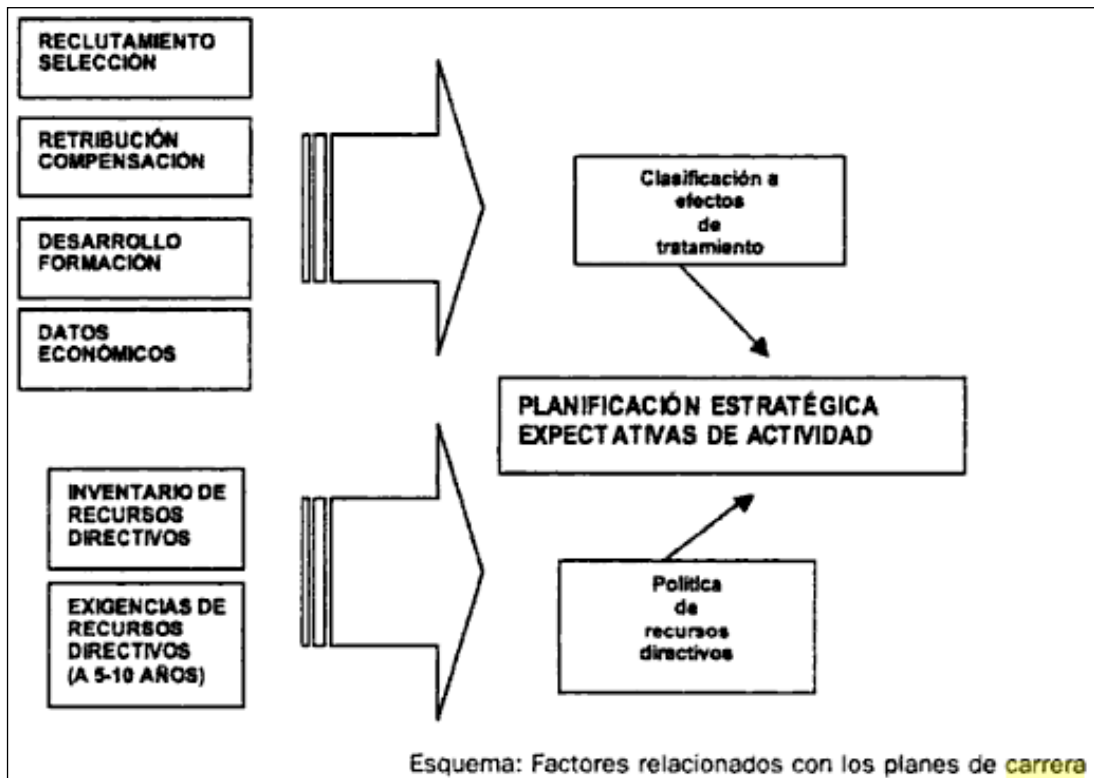 RECLUTAMIENTO
SELECCIÓN
RETRIBUCIÓN
COMPENSACIÓN
DESARROLLO
FORMACIÓN
DATOS
ECONÓMICOS
Clasificación a
efectos
de
tratamiento
PLANIFICACIÓN ESTRATÉGICA
EXPECTATIVAS DE ACTIVIDAD
INVENTARIO DE
RECURSOS
DIRECTIVOS
EXIGENCIAS DE
RECURSOS
DIRECTIVOS
(A 5-10 AÑOS)
Política
de
recursos
directivos
Esquema: Factores relacionados con los planes de carrera